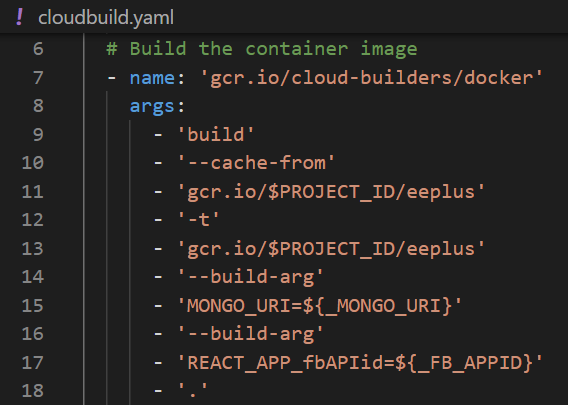 ! cloudbuild.yaml
6 # Build the container image
7 - name: 'gcr.io/cloud-builders/docker'
8 args:
9 - 'build'
10 - '--cache-from'
11 - 'gcr.io/$PROJECT_ID/eeplus'
12 - '-t'
13 - 'gcr.io/$PROJECT_ID/eeplus'
14 - '--build-arg'
15 - 'MONGO_URI=${_MONGO_URI}'
16 - '--build-arg'
17 - 'REACT_APP_fbAPIid=${_FB_APPID}'
18 - '.'